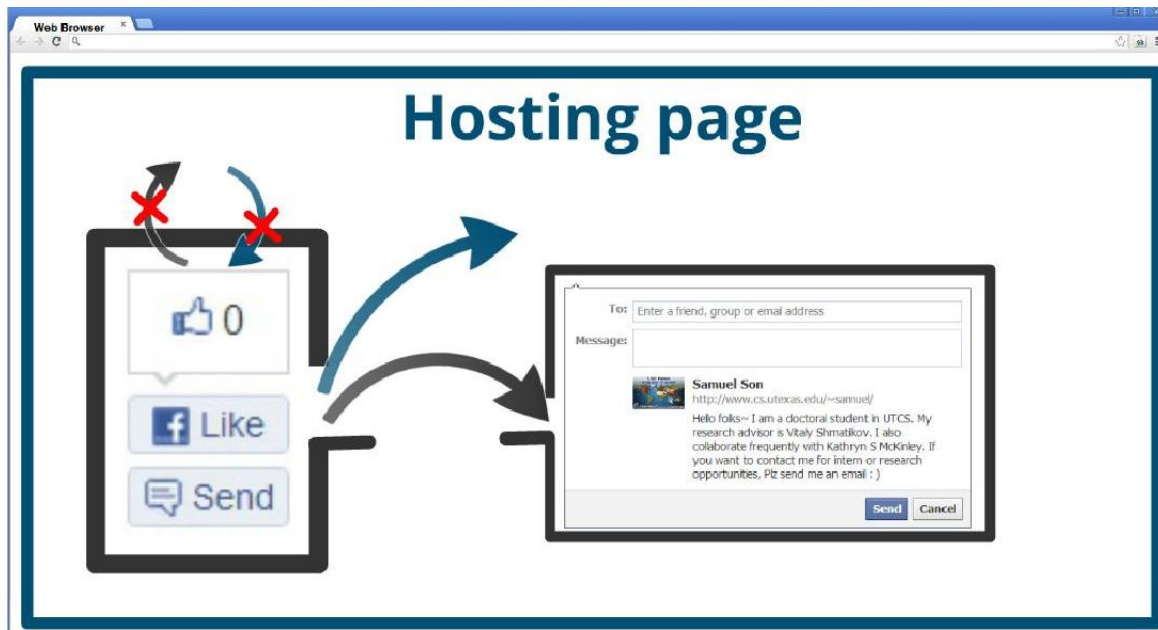 Web Browser
Hosting page
0
Like
Send
To: Enter a friend, group or email address
Message:
Samuel Son
http://www.cs.utexas.edu/~samuel/
Helo folks~ I am a doctoral student in UTCS. My
research advisor is Vitaly Shmatikov. I also
collaborate frequently with Kathryn S McKinley. If
you want to contact me for intern or research
opportunities, Plz send me an email : )
Send Cancel